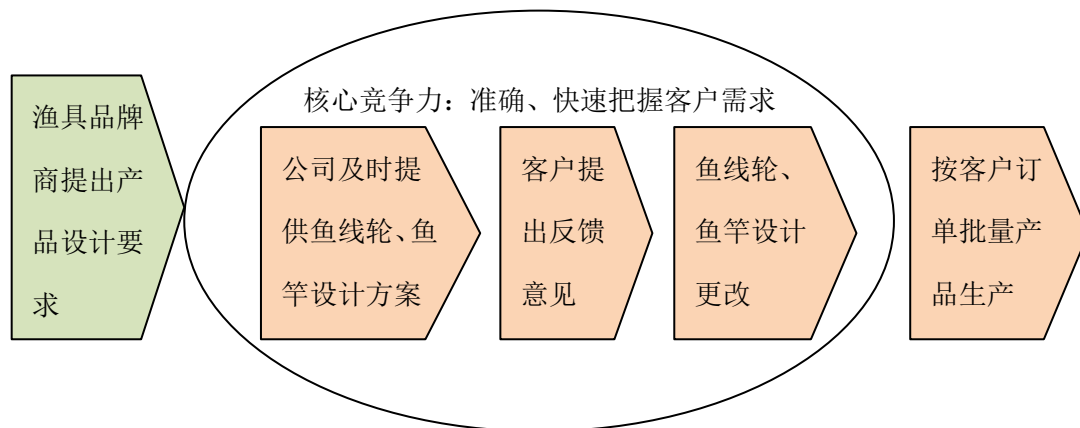 核心竞争力：准确、快速把握客户需求
渔具品牌
商提出产
品设计要
求
公司及时提
供鱼线轮、鱼
竿设计方案
客户提
出反馈
意见
鱼线轮、
鱼竿设计
更改
按客户订
单批量产
品生产